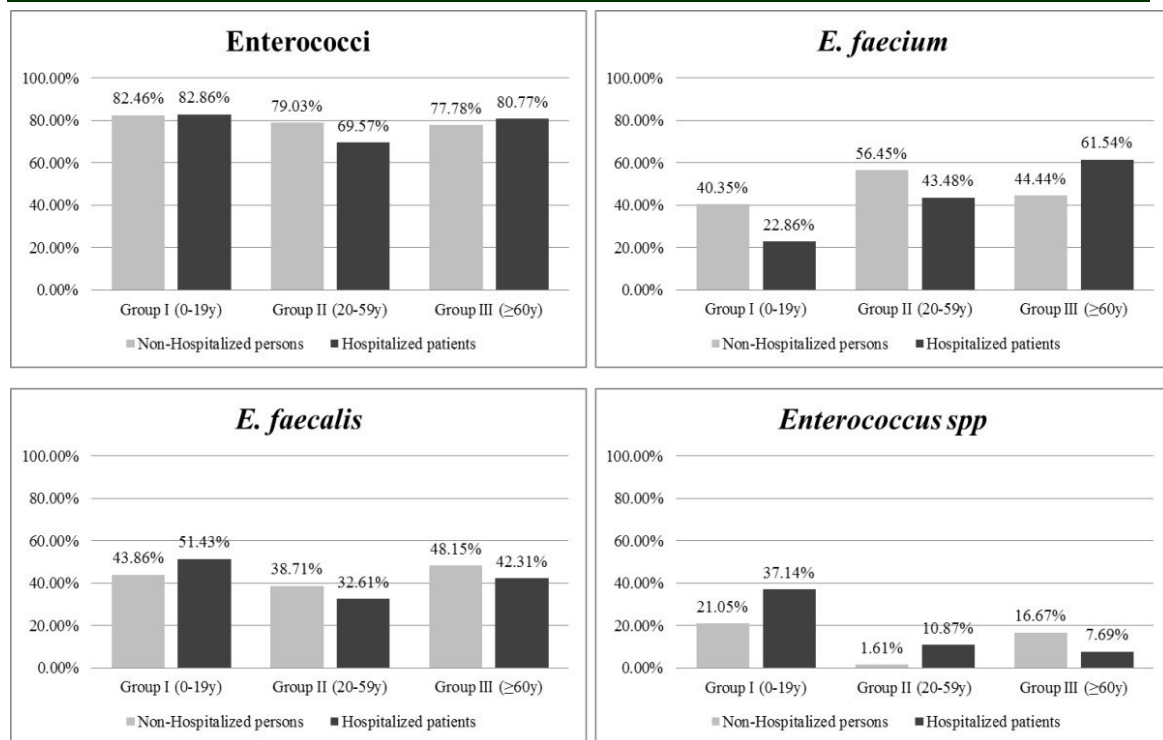 Enterococci
100.00%
80.00%
60.00%
40.00%
20.00%
0.00%
82.46% 82.86% 79.03% 69.57% 77.78% 80.77%
Group I (0-19y) Group II (20-59y) Group III (≥60y)
Non-Hospitalized persons Hospitalized patients
E. faecium
100.00%
80.00%
60.00%
40.00%
20.00%
0.00%
40.35% 22.86% 56.45% 43.48% 44.44% 61.54%
Group I (0-19y) Group II (20-59y) Group III (≥60y)
Non-Hospitalized persons Hospitalized patients
E. faecalis
100.00%
80.00%
60.00%
40.00%
20.00%
0.00%
43.86% 51.43% 38.71% 32.61% 48.15% 42.31%
Group I (0-19y) Group II (20-59y) Group III (≥60y)
Non-Hospitalized persons Hospitalized patients
Enterococcus spp
100.00%
80.00%
60.00%
40.00%
20.00%
0.00%
21.05% 37.14% 1.61% 10.87% 16.67% 7.69%
Group I (0-19y) Group II (20-59y) Group III (≥60y)
Non-Hospitalized persons Hospitalized patients